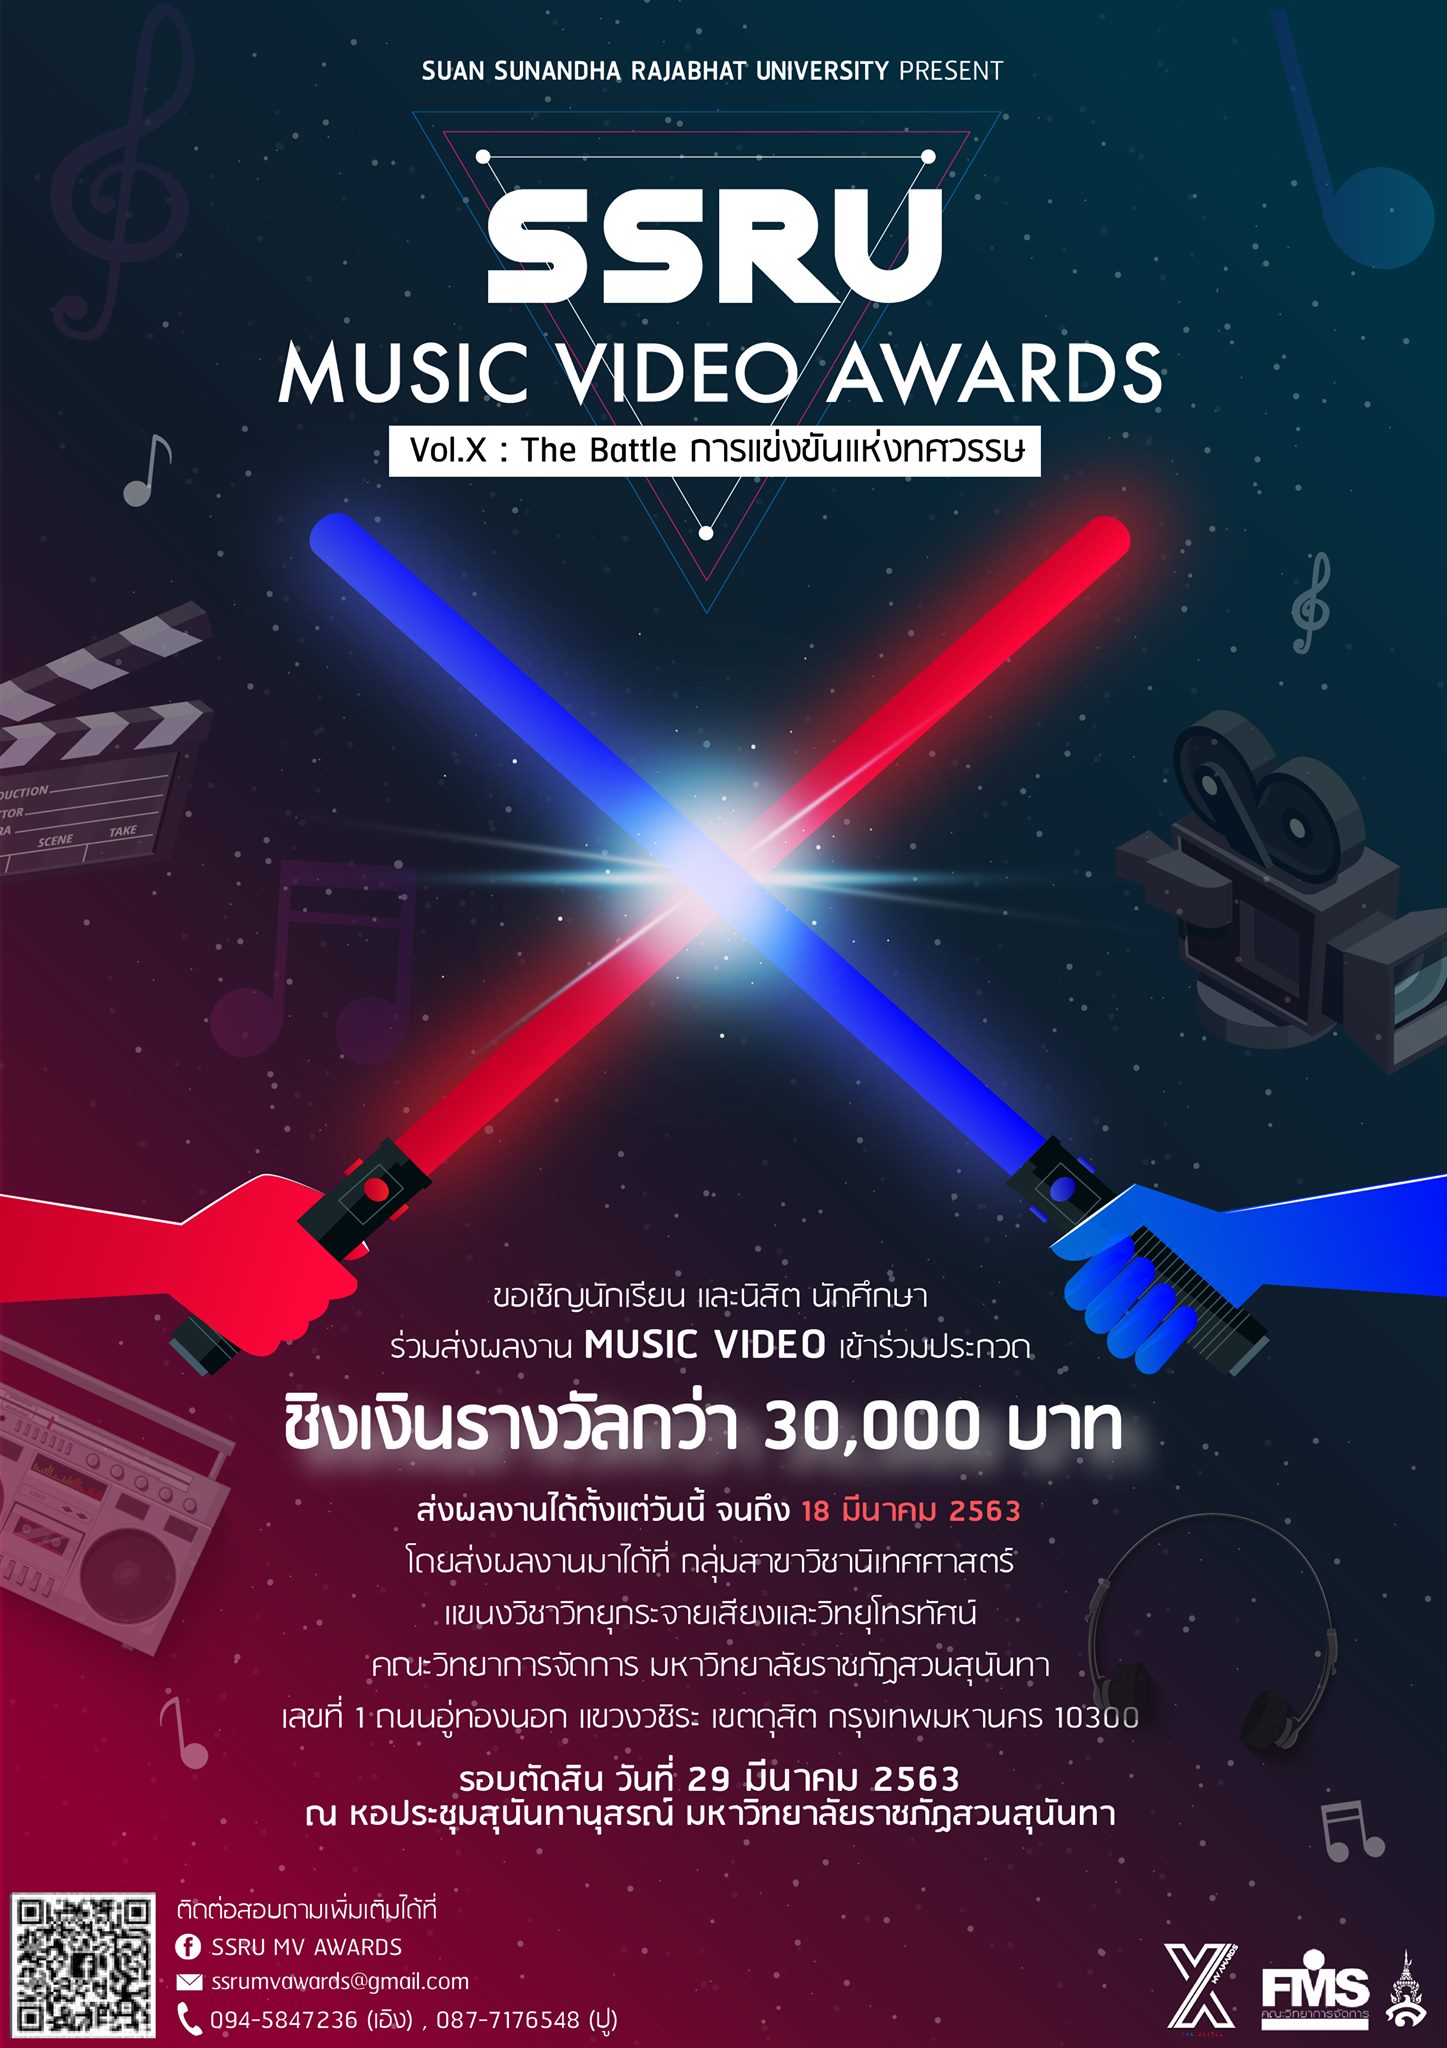 SUAN SUNANDHA RAJABHAT UNIVERSITY PRESENT
SSRU
MUSIC VIDEO AWARDS
Vol.X : The Battle การแข่งขันแห่งทศวรรษ
DUCTION
TOR
RA
SCENE TAKE
ขอเชิญนักเรียน และนิสิต นักศึกษา
ร่วมส่งผลงาน MUSIC VIDEO เข้าร่วมประกวด
ชิงเงินรางวัลกว่า 30,000 บาท
ส่งผลงานได้ตั้งแต่วันนี้ จนถึง 18 มีนาคม 2563
โดยส่งผลงานมาได้ที่ กลุ่มสาขาวิชานิเทศศาสตร์
แขนงวิชาวิทยุกระจายเสียงและวิทยุโทรทัศน์
คณะวิทยาการจัดการ มหาวิทยาลัยราชภัฏสวนสุนันทา
เลขที่ 1 ถนนอู่ทองนอก แขวงวชิระ เขตดุสิต กรุงเทพมหานคร 10300
รอบตัดสิน วันที่ 29 มีนาคม 2563
ณ หอประชุมสุนันทานุสรณ์ มหาวิทยาลัยราชภัฏสวนสุนันทา
ติดต่อสอบถามเพิ่มเติมได้ที่
SSRU MV AWARDS
ssrumvawards@gmail.com
094-5847236 (เอิง) , 087-7176548 (ปู)
X
MV AWARDS
THE BATTLE
FMS
คณะวิทยาการจัดการ